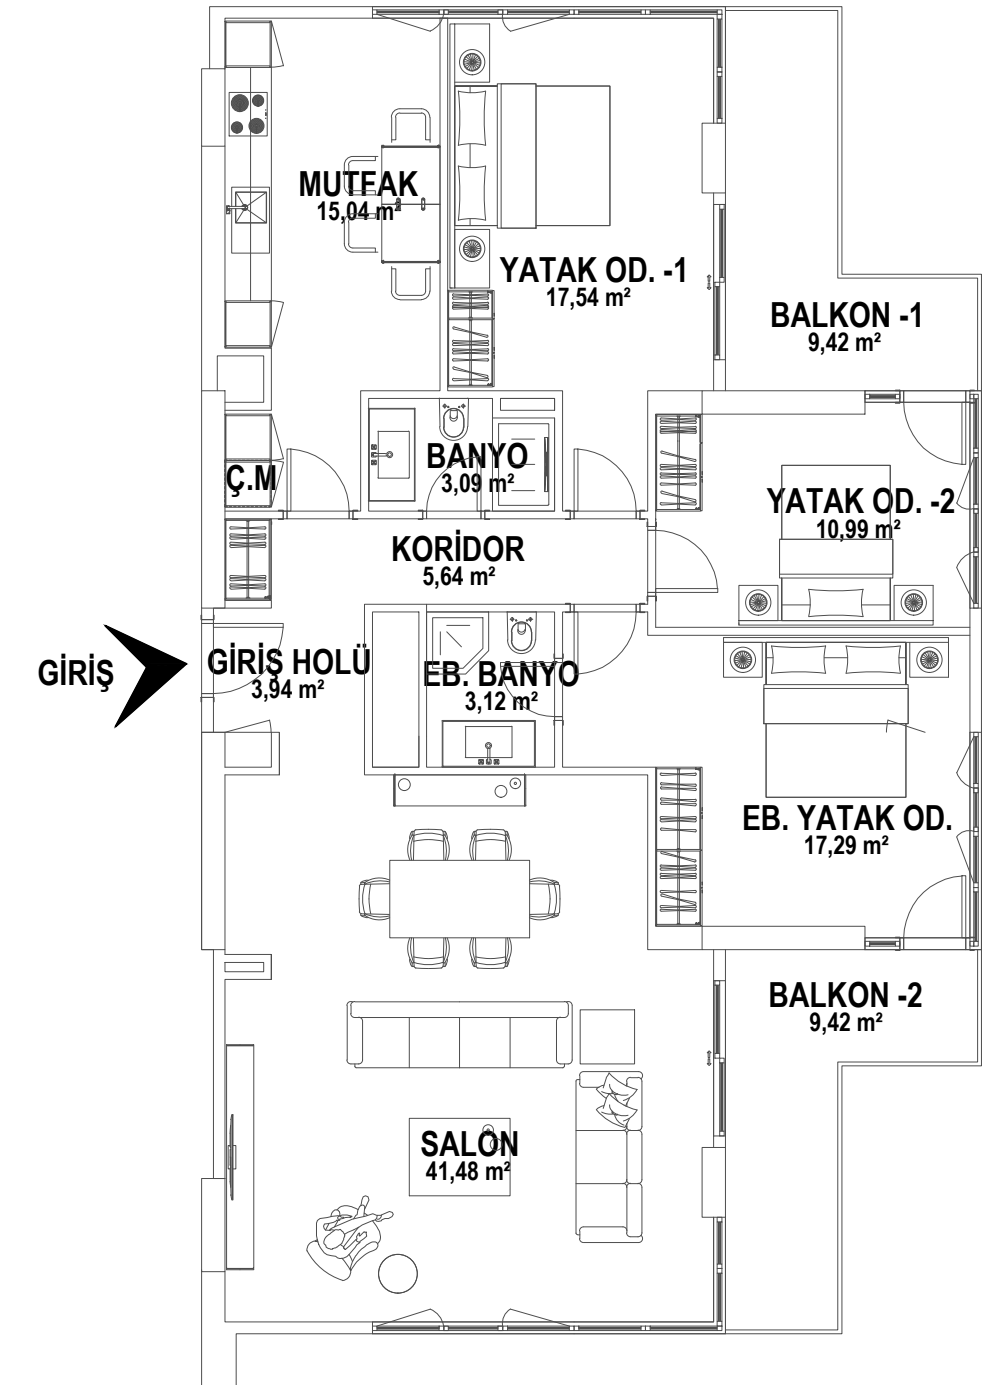 MUTFAK
15,04 m²
YATAK OD. -1
17,54 m²
BALKON -1
9,42 m²
BANYO
3,09 m²
Ç.M
YATAK OD. -2
10,99 m²
KORİDOR
5,64 m²
GİRİŞ
GİRİŞ HOLÜ
3,94 m²
EB. BANYO
3,12 m²
EB. YATAK OD.
17,29 m²
BALKON -2
9,42 m²
SALON
41,48 m²